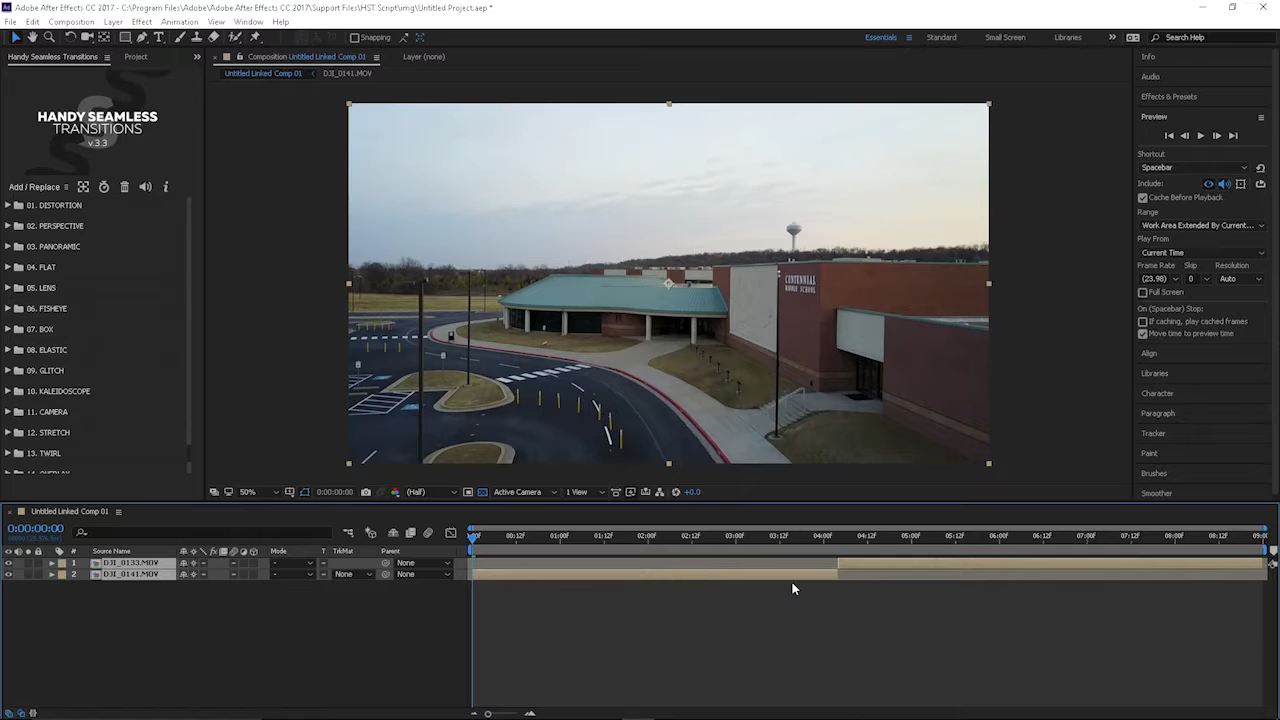 Adobe After Effects CC 2017 - C:\Program Files\Adobe\Adobe After Effects CC 2017\Support Files\HST Script\img\Untitled Project.aep *
File Edit Composition Layer Effect Animation View Window Help
Snapping
Essentials Standard Small Screen Libraries Search Help
Handy Seamless Transitions Project
Composition Untitled Linked Comp 01 Layer (none)
Untitled Linked Comp 01 DJI_0141.MOV
HANDY SEAMLESS
TRANSITIONS
v.3.3
Add/Replace
01. DISTORTION
02. PERSPECTIVE
03. PANORAMIC
04. FLAT
05. LENS
06. FISHEYE
07. BOX
08. ELASTIC
09. GLITCH
10. KALEIDOSCOPE
11. CAMERA
12. STRETCH
13. TWIRL
CENTENNIAL
MIDDLE SCHOOL
50% 0:00:00:00 (Half) Active Camera 1 View +0.0
Info
Audio
Effects & Presets
Preview
Shortcut
Spacebar
Include:
Cache Before Playback
Range
Work Area Extended By Current...
Play From
Current Time
Frame Rate Skip Resolution
(23.98) 0 Auto
Full Screen
On (Spacebar) Stop:
If caching, play cached frames
Move time to preview time
Align
Libraries
Character
Paragraph
Tracker
Paint
Brushes
Smoother
Untitled Linked Comp 01
0:00:00:00
00:12F 01:00F 01:12F 02:00F 02:12F 03:00F 03:12F 04:00F 04:12F 05:00F 05:12F 06:00F 06:12F 07:00F 07:12F 08:00F 08:12F
# Source Name Mode T TrkMat Parent
1 DJI_0133.MOV - None
2 DJI_0141.MOV - None None